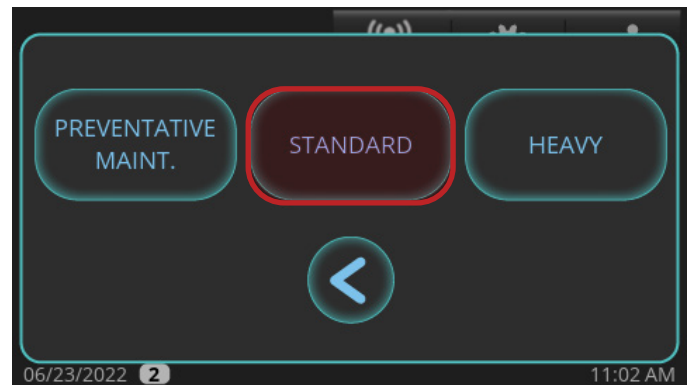 PREVENTATIVE
MAINT.
STANDARD
HEAVY
06/23/2022 2
11:02 AM